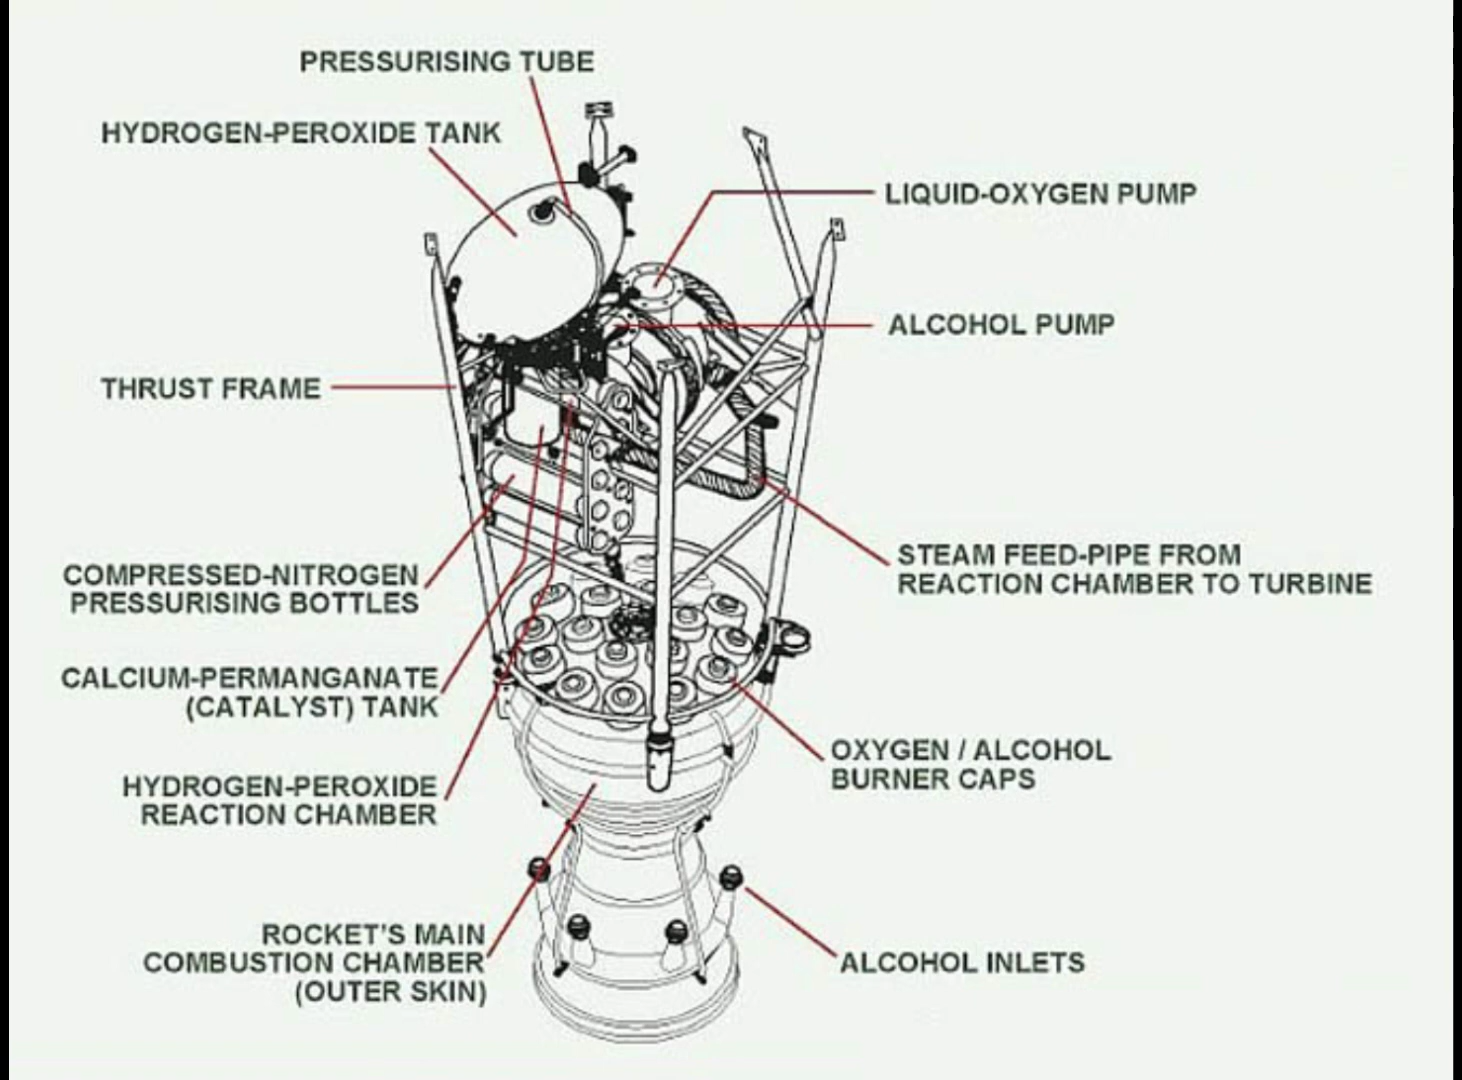 PRESSURISING TUBE
HYDROGEN-PEROXIDE TANK
LIQUID-OXYGEN PUMP
ALCOHOL PUMP
THRUST FRAME
STEAM FEED-PIPE FROM
REACTION CHAMBER TO TURBINE
COMPRESSED-NITROGEN
PRESSURISING BOTTLES
CALCIUM-PERMANGANATE
(CATALYST) TANK
OXYGEN / ALCOHOL
BURNER CAPS
HYDROGEN-PEROXIDE
REACTION CHAMBER
ROCKET'S MAIN
COMBUSTION CHAMBER
(OUTER SKIN)
ALCOHOL INLETS